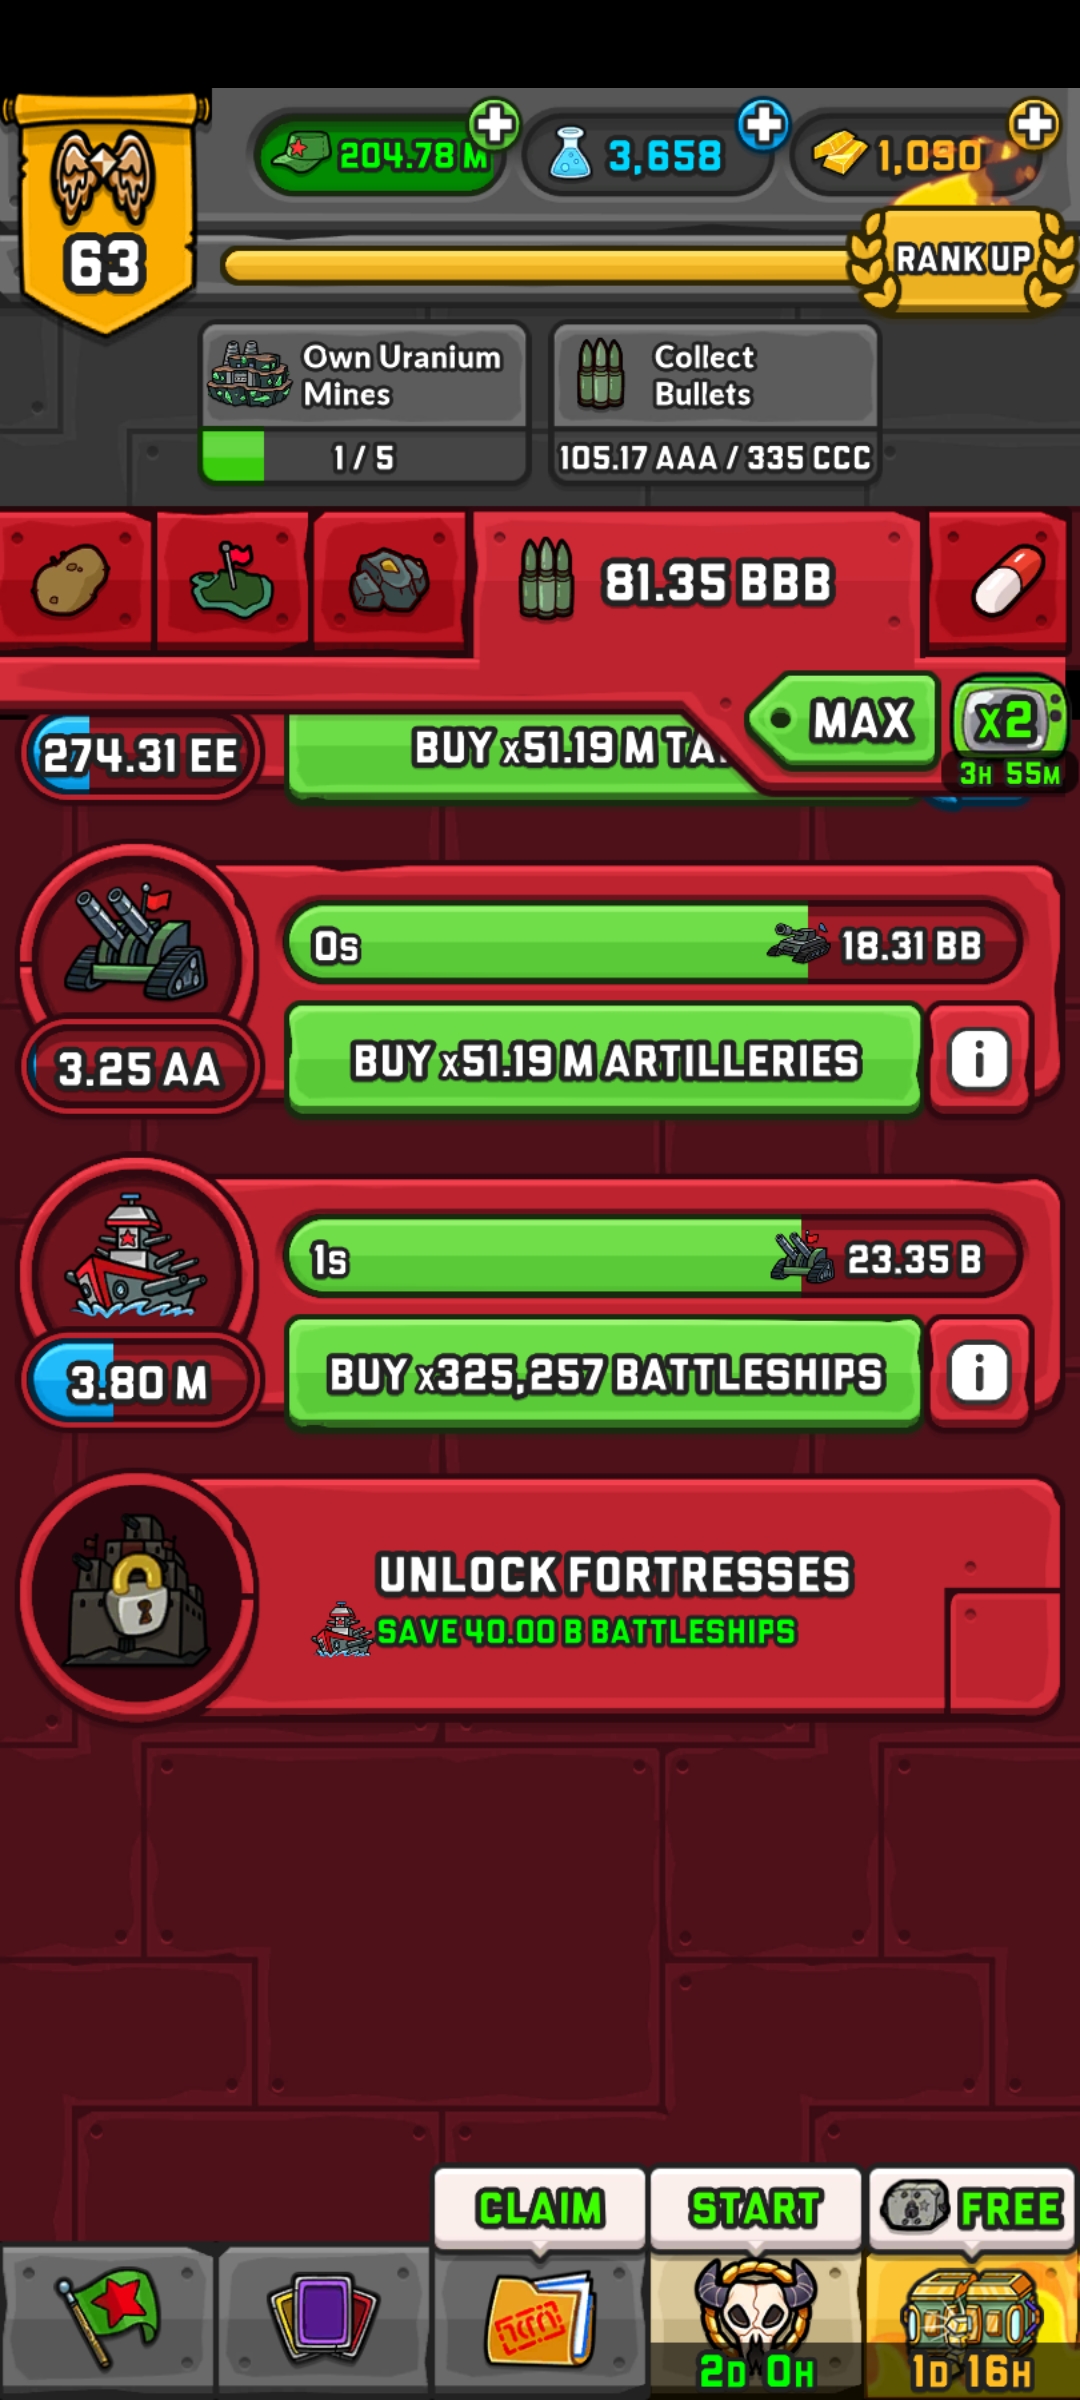 204.78 M
3,658
1,090
63
RANK UP
Own Uranium
Mines
Collect
Bullets
1 / 5
105.17 AAA / 335 CCC
81.35 BBB
MAX
x2
3H 55M
274.31 EE
BUY x51.19 M TA
0s
18.31 BB
3.25 AA
BUY x51.19 M ARTILLERIES
i
1s
23.35 B
3.80 M
BUY x325,257 BATTLESHIPS
i
UNLOCK FORTRESSES
SAVE 40.00 B BATTLESHIPS
CLAIM
START
FREE
2D 0H
1D 16H